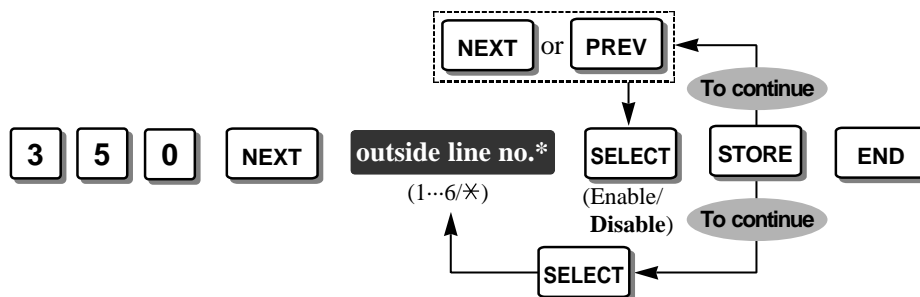 NEXT or PREV
To continue
3 5 0 NEXT outside line no.* SELECT STORE END
(1···6/✳) (Enable/
Disable) To continue
SELECT